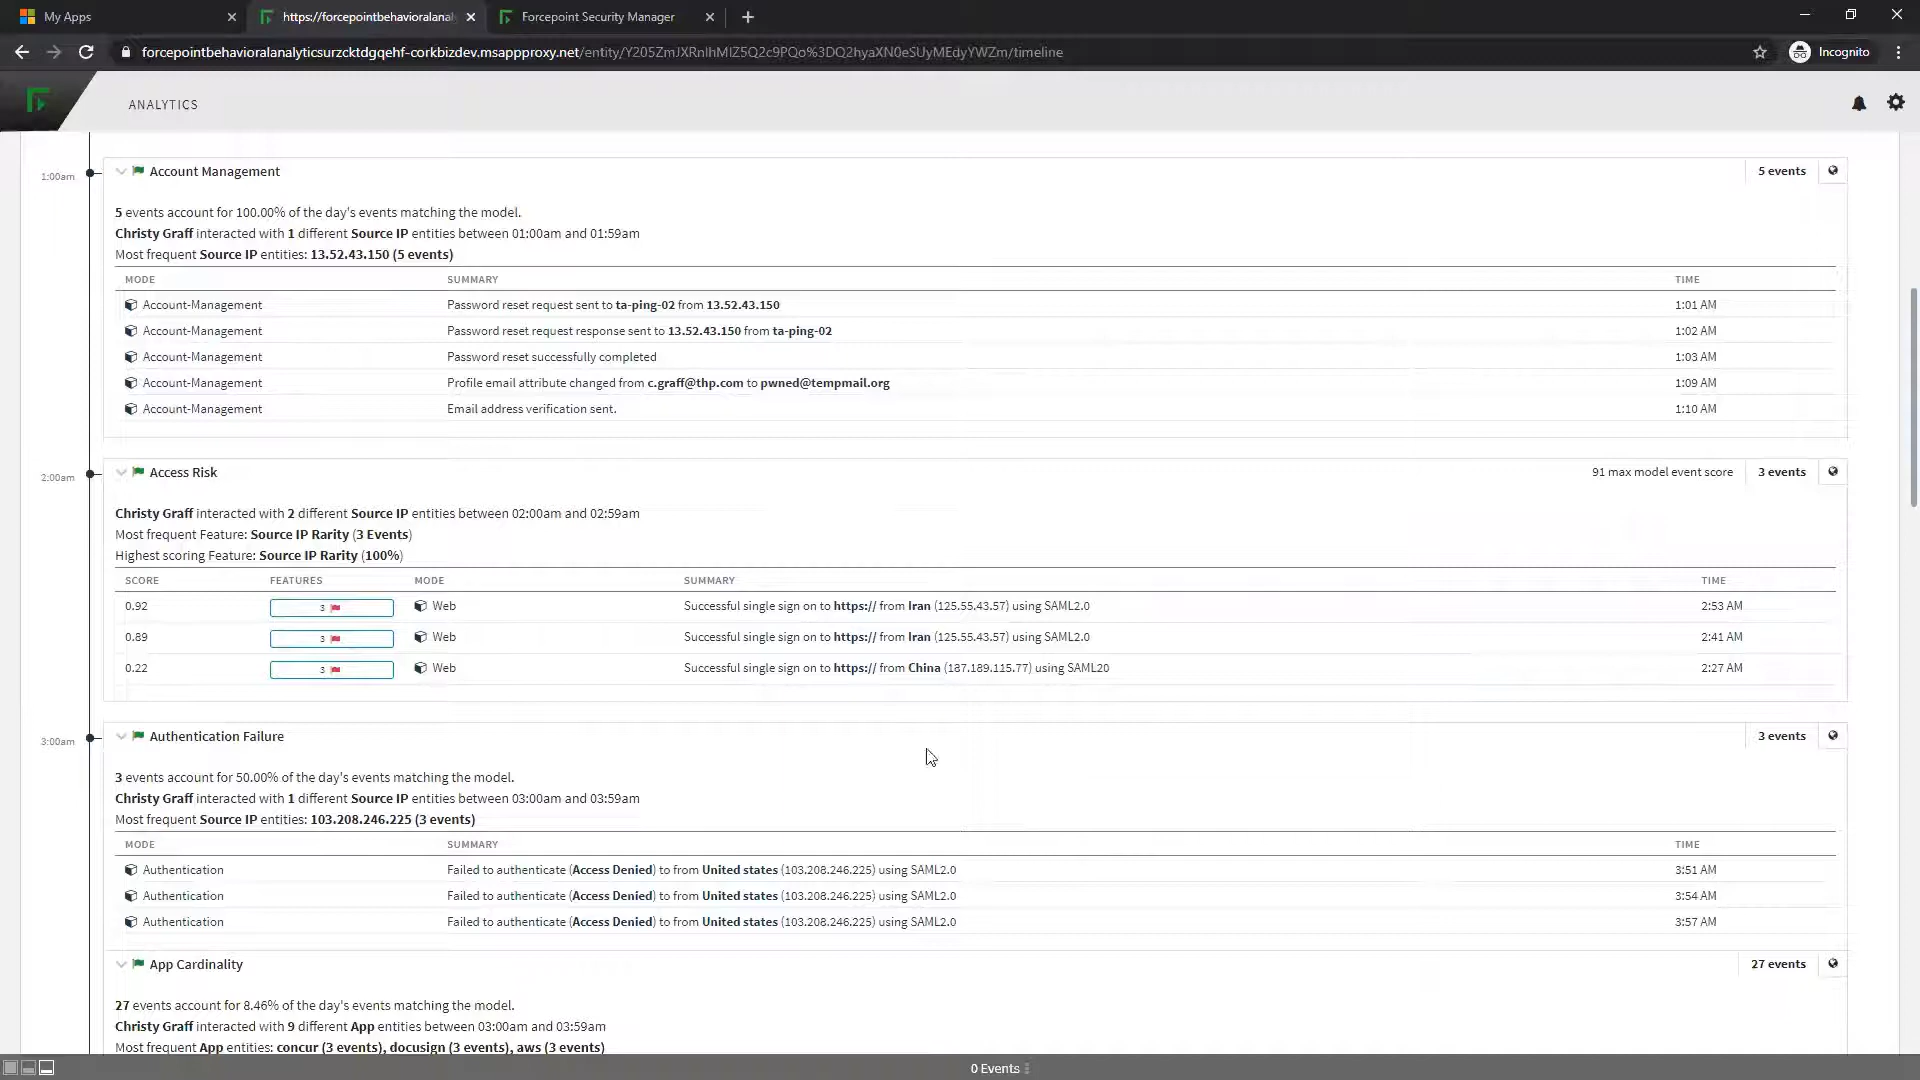 My Apps
https://forcepointbehavioralanal
Forcepoint Security Manager
forcepointbehavioralanalyticsurzcktdgqehf-corkbizdev.msappproxy.net/entity/Y205ZmJXRnlhMlZ5Q2c9PQo%3DQ2hyaXN0eSUyMEdyYWZm/timeline
Incognito
ANALYTICS
1:00am
Account Management
5 events
5 events account for 100.00% of the day's events matching the model.
Christy Graff interacted with 1 different Source IP entities between 01:00am and 01:59am
Most frequent Source IP entities: 13.52.43.150 (5 events)
MODE SUMMARY TIME
Account-Management Password reset request sent to ta-ping-02 from 13.52.43.150 1:01 AM
Account-Management Password reset request response sent to 13.52.43.150 from ta-ping-02 1:02 AM
Account-Management Password reset successfully completed 1:03 AM
Account-Management Profile email attribute changed from c.graff@thp.com to pwned@tempmail.org 1:09 AM
Account-Management Email address verification sent. 1:10 AM
2:00am
Access Risk
91 max model event score 3 events
Christy Graff interacted with 2 different Source IP entities between 02:00am and 02:59am
Most frequent Feature: Source IP Rarity (3 Events)
Highest scoring Feature: Source IP Rarity (100%)
SCORE FEATURES MODE SUMMARY TIME
0.92 3 Web Successful single sign on to https:// from Iran (125.55.43.57) using SAML2.0 2:53 AM
0.89 3 Web Successful single sign on to https:// from Iran (125.55.43.57) using SAML2.0 2:41 AM
0.22 3 Web Successful single sign on to https:// from China (187.189.115.77) using SAML20 2:27 AM
3:00am
Authentication Failure
3 events
3 events account for 50.00% of the day's events matching the model.
Christy Graff interacted with 1 different Source IP entities between 03:00am and 03:59am
Most frequent Source IP entities: 103.208.246.225 (3 events)
MODE SUMMARY TIME
Authentication Failed to authenticate (Access Denied) to from United states (103.208.246.225) using SAML2.0 3:51 AM
Authentication Failed to authenticate (Access Denied) to from United states (103.208.246.225) using SAML2.0 3:54 AM
Authentication Failed to authenticate (Access Denied) to from United states (103.208.246.225) using SAML2.0 3:57 AM
App Cardinality
27 events
27 events account for 8.46% of the day's events matching the model.
Christy Graff interacted with 9 different App entities between 03:00am and 03:59am
Most frequent App entities: concur (3 events), docusign (3 events), aws (3 events)
0 Events